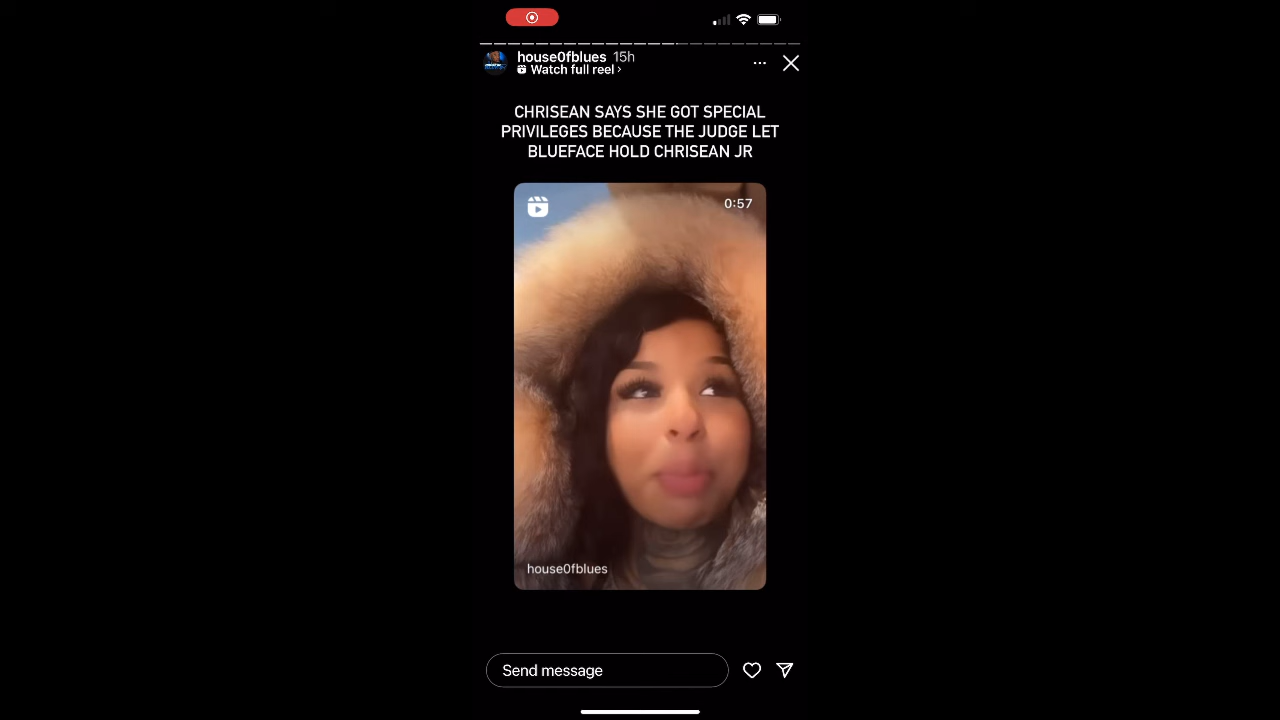 house0fblues 15h
Watch full reel ›
CHRISEAN SAYS SHE GOT SPECIAL
PRIVILEGES BECAUSE THE JUDGE LET
BLUEFACE HOLD CHRISEAN JR
0:57
house0fblues
Send message